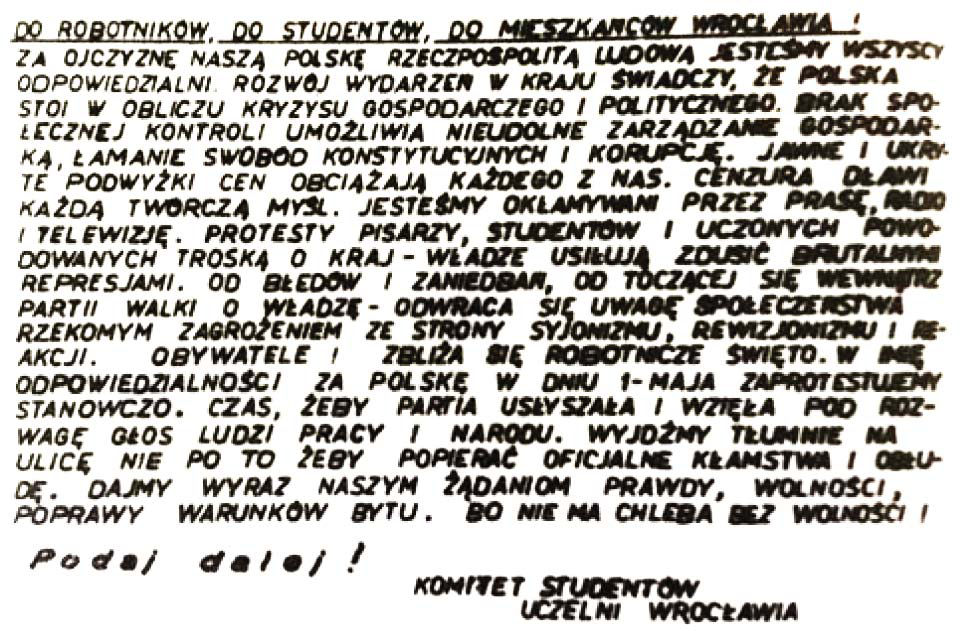 DO ROBOTNIKÓW, DO STUDENTÓW, DO MIESZKAŃCÓW WROCŁAWIA !
ZA OJCZYZNĘ NASZĄ POLSKĘ RZECZPOSPOLITĄ LUDOWĄ JESTEŚMY WSZYSCY
ODPOWIEDZIALNI. ROZWÓJ WYDARZEŃ W KRAJU ŚWIADCZY, ŻE POLSKA
STOI W OBLICZU KRYZYSU GOSPODARCZEGO I POLITYCZNEGO. BRAK SPO-
ŁECZNEJ KONTROLI UMOŻLIWIA NIEUDOLNE ZARZĄDZANIE GOSPODAR-
KĄ, ŁAMANIE SWOBÓD KONSTYTUCYJNYCH I KORUPCJĘ. JAWNE I UKRY-
TE PODWYŻKI CEN OBCIĄŻAJĄ KAŻDEGO Z NAS. CENZURA DŁAWI
KAŻDĄ TWÓRCZĄ MYŚL. JESTEŚMY OKŁAMYWANI PRZEZ PRASĘ, RADIO
I TELEWIZJĘ. PROTESTY PISARZY, STUDENTÓW I UCZONYCH POWO-
DOWANYCH TROSKĄ O KRAJ - WŁADZE USIŁUJĄ ZDUSIĆ BRUTALNYMI
REPRESJAMI. OD BŁĘDÓW I ZANIEDBAŃ, OD TOCZĄCEJ SIĘ WEWNĄTRZ
PARTII WALKI O WŁADZĘ - ODWRACA SIĘ UWAGĘ SPOŁECZEŃSTWA
RZEKOMYM ZAGROŻENIEM ZE STRONY SYJONIZMU, REWIZJONIZMU I RE-
AKCJI. OBYWATELE ! ZBLIŻA SIĘ ROBOTNICZE ŚWIĘTO. W IMIĘ
ODPOWIEDZIALNOŚCI ZA POLSKĘ W DNIU 1-MAJA ZAPROTESTUJEMY
STANOWCZO. CZAS, ŻEBY PARTIA USŁYSZAŁA I WZIĘŁA POD ROZ-
WAGĘ GŁOS LUDZI PRACY I NARODU. WYJDŹMY TŁUMNIE NA
ULICĘ NIE PO TO ŻEBY POPIERAĆ OFICJALNE KŁAMSTWA I OBŁU-
DĘ. DAJMY WYRAZ NASZYM ŻĄDANIOM PRAWDY, WOLNOŚCI,
POPRAWY WARUNKÓW BYTU. BO NIE MA CHLEBA BEZ WOLNOŚCI !
Podaj dalej !
KOMITET STUDENTÓW
UCZELNI WROCŁAWIA